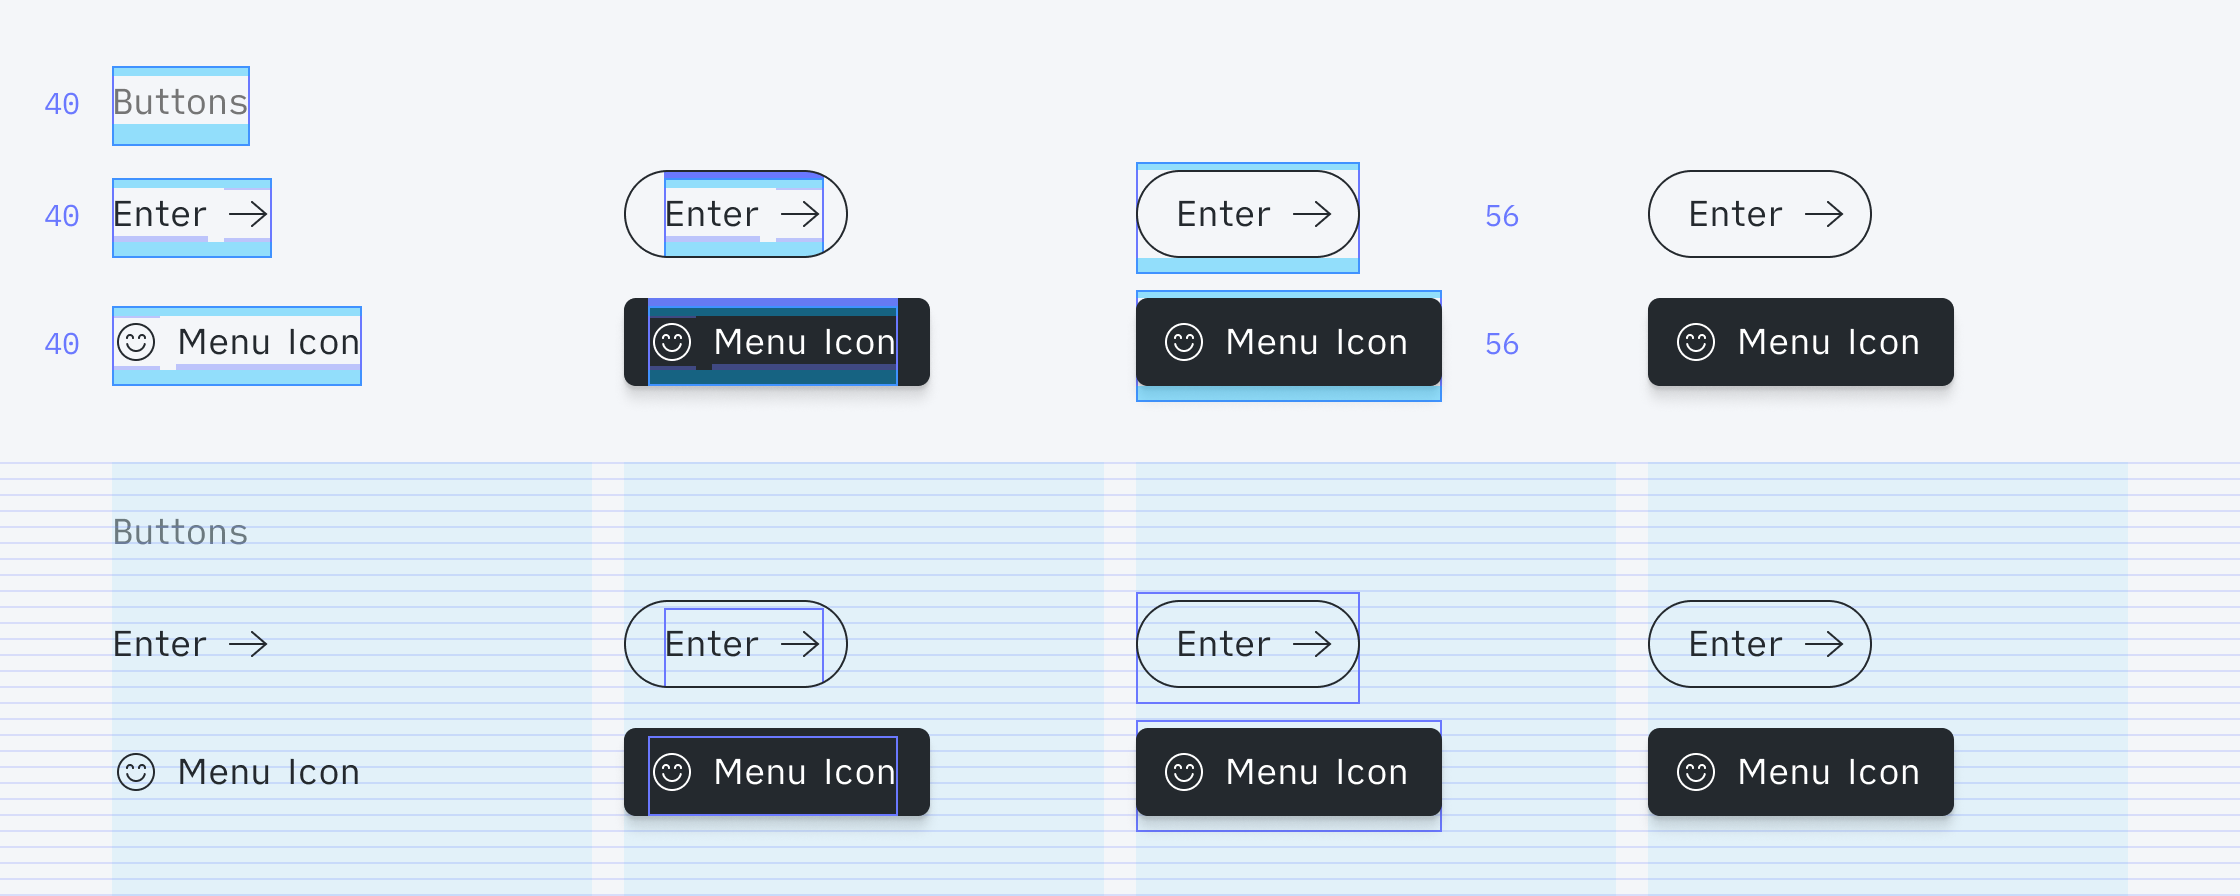 40 Buttons
40 Enter → Enter → Enter → 56 Enter →
40 Menu Icon Menu Icon Menu Icon 56 Menu Icon
Buttons
Enter → Enter → Enter → Enter →
Menu Icon Menu Icon Menu Icon Menu Icon